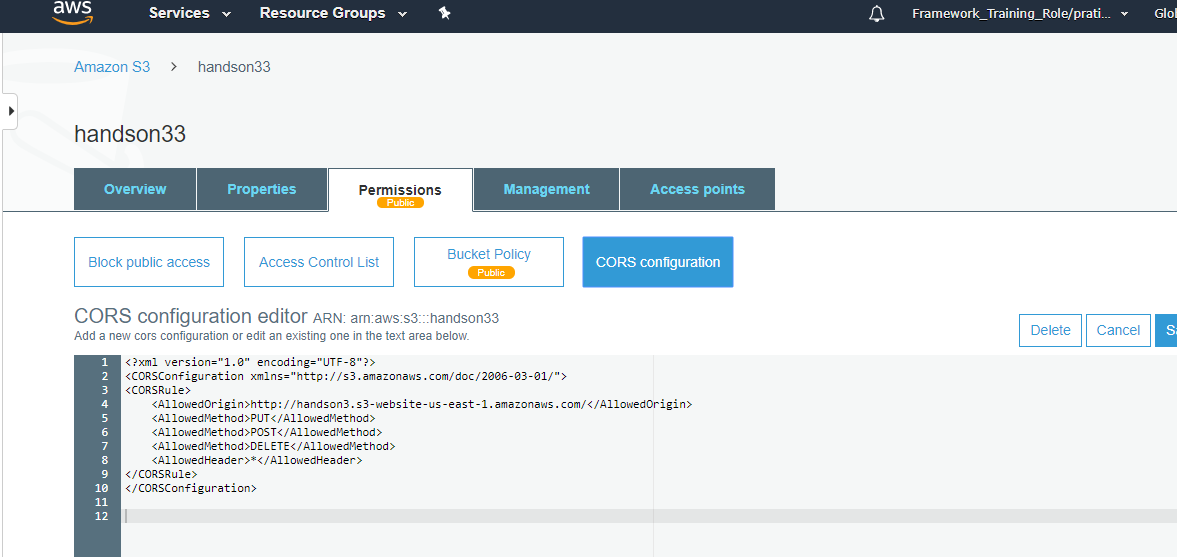 aws Services Resource Groups Framework_Training_Role/prati...
Amazon S3 > handson33
handson33
Overview Properties Permissions Management Access points
Public
Block public access Access Control List Bucket Policy CORS configuration
Public
CORS configuration editor ARN: arn:aws:s3:::handson33
Add a new cors configuration or edit an existing one in the text area below.
Delete Cancel
1 <?xml version="1.0" encoding="UTF-8"?>
2 <CORSConfiguration xmlns="http://s3.amazonaws.com/doc/2006-03-01/">
3 <CORSRule>
4 <AllowedOrigin>http://handson3.s3-website-us-east-1.amazonaws.com/</AllowedOrigin>
5 <AllowedMethod>PUT</AllowedMethod>
6 <AllowedMethod>POST</AllowedMethod>
7 <AllowedMethod>DELETE</AllowedMethod>
8 <AllowedHeader>*</AllowedHeader>
9 </CORSRule>
10 </CORSConfiguration>
11
12